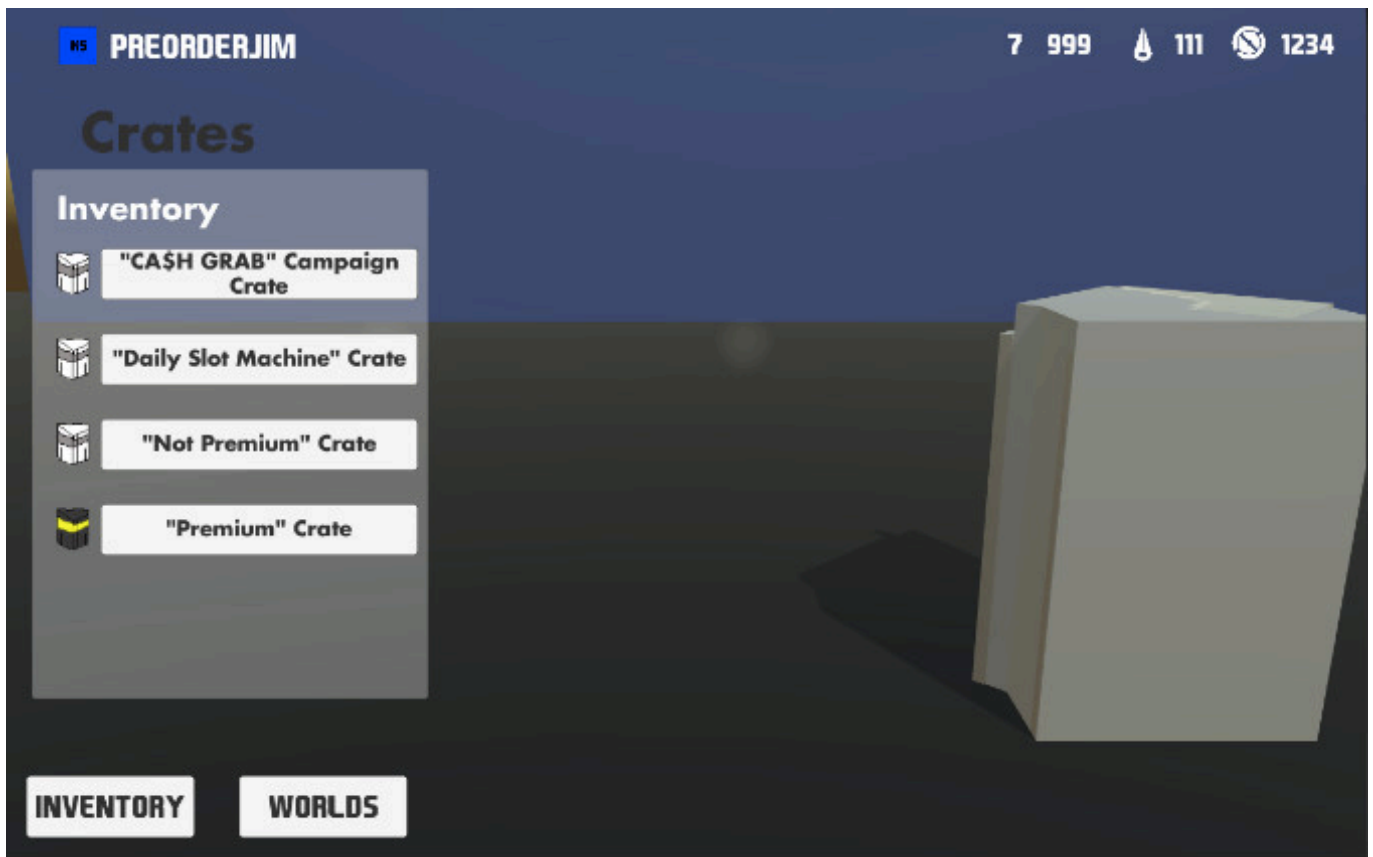 H5 PREORDERJIM
7 999 111 1234
Crates
Inventory
"CA$H GRAB" Campaign
Crate
"Daily Slot Machine" Crate
"Not Premium" Crate
"Premium" Crate
INVENTORY
WORLDS